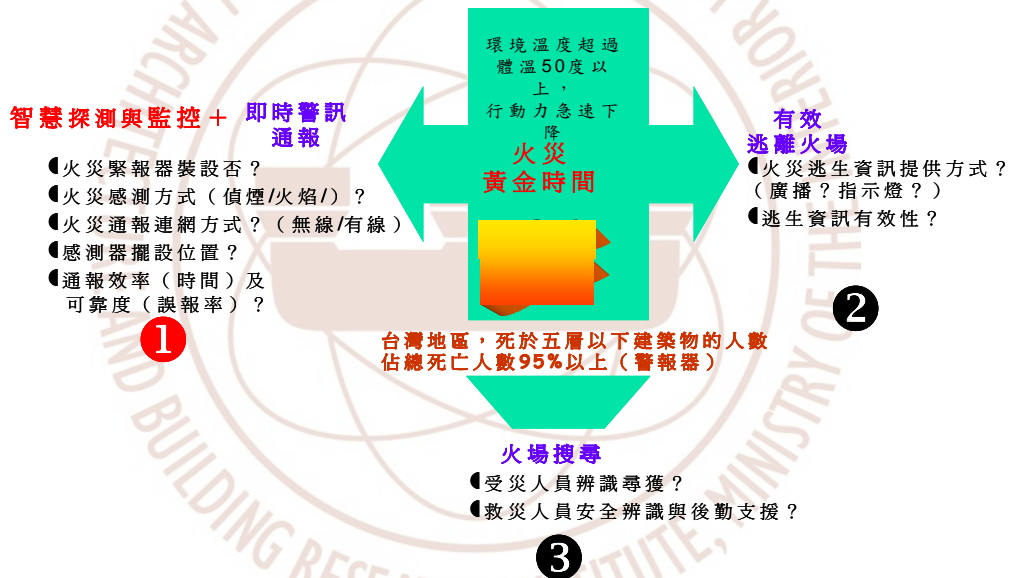 環境溫度超過
體溫50度以
上，
行動力急速下
降
火災
黃金時間
智慧探測與監控＋
即時警訊
通報
火災緊報器裝設否？
火災感測方式（偵煙/火焰/）？
火災通報連網方式？（無線/有線）
感測器擺設位置？
通報效率（時間）及
可靠度（誤報率）？
1
有效
逃離火場
火災逃生資訊提供方式？
（廣播？指示燈？）
逃生資訊有效性？
2
台灣地區，死於五層以下建築物的人數
佔總死亡人數95%以上（警報器）
火場搜尋
受災人員辨識尋獲？
救災人員安全辨識與後勤支援？
3